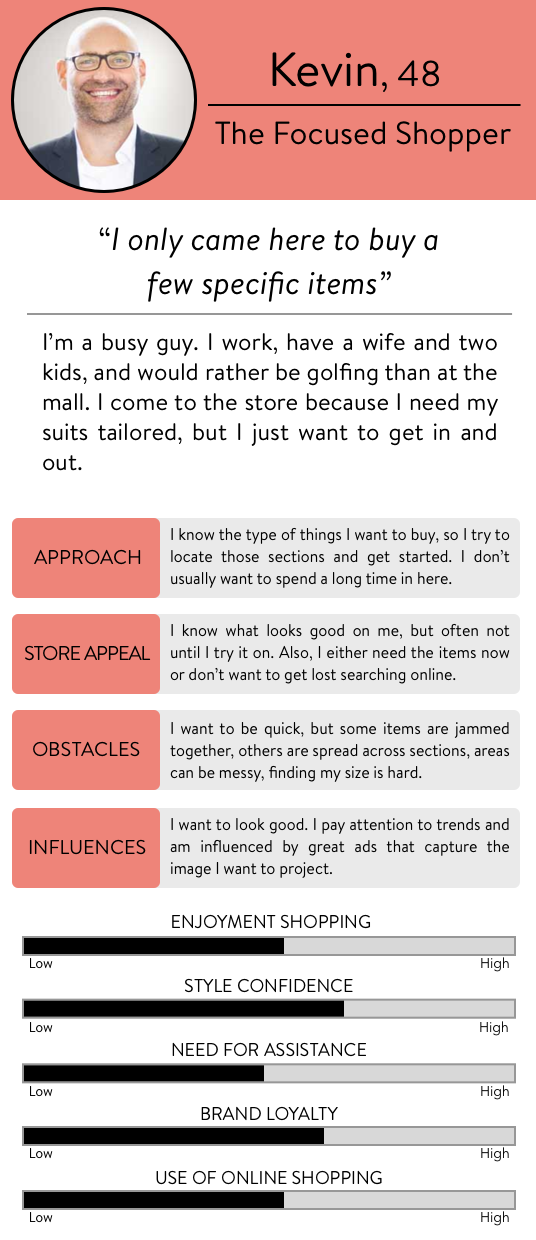 Kevin, 48
The Focused Shopper
“I only came here to buy a
few specific items”
I’m a busy guy. I work, have a wife and two
kids, and would rather be golfing than at the
mall. I come to the store because I need my
suits tailored, but I just want to get in and
out.
APPROACH
I know the type of things I want to buy, so I try to
locate those sections and get started. I don’t
usually want to spend a long time in here.
STORE APPEAL
I know what looks good on me, but often not
until I try it on. Also, I either need the items now
or don’t want to get lost searching online.
OBSTACLES
I want to be quick, but some items are jammed
together, others are spread across sections, areas
can be messy, finding my size is hard.
INFLUENCES
I want to look good. I pay attention to trends and
am influenced by great ads that capture the
image I want to project.
ENJOYMENT SHOPPING
Low High
STYLE CONFIDENCE
Low High
NEED FOR ASSISTANCE
Low High
BRAND LOYALTY
Low High
USE OF ONLINE SHOPPING
Low High